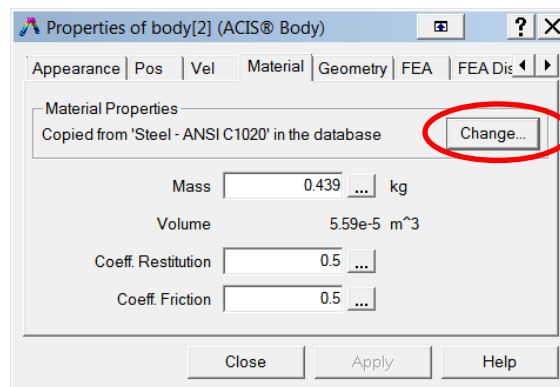 Properties of body[2] (ACIS® Body) ? X
Appearance Pos Vel Material Geometry FEA FEA Dis
Material Properties
Copied from 'Steel - ANSI C1020' in the database Change...
Mass 0.439 ... kg
Volume 5.59e-5 m^3
Coeff. Restitution 0.5 ...
Coeff. Friction 0.5 ...
Close Apply Help